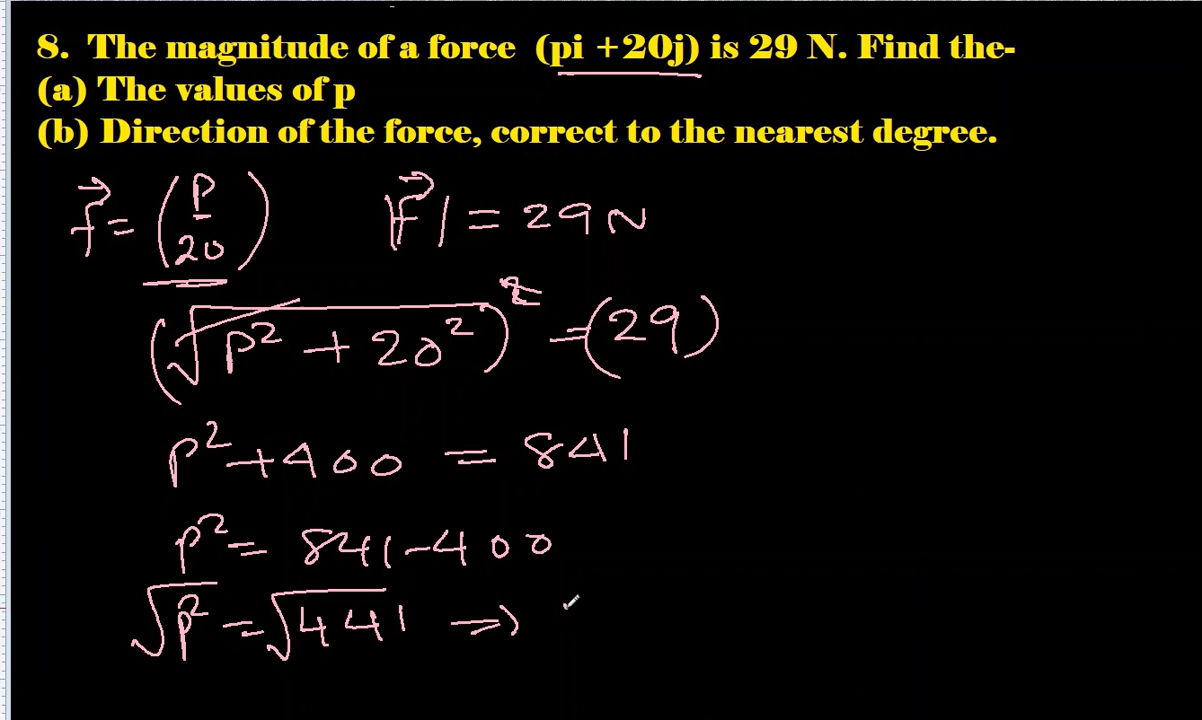 8. The magnitude of a force (pi +20j) is 29 N. Find the-
(a) The values of p
(b) Direction of the force, correct to the nearest degree.
F⃗ = (p 20) |F⃗| = 29N
(√p² + 20²)² = (29)
p² + 400 = 841
p² = 841 - 400
√p² = √441 ⇒